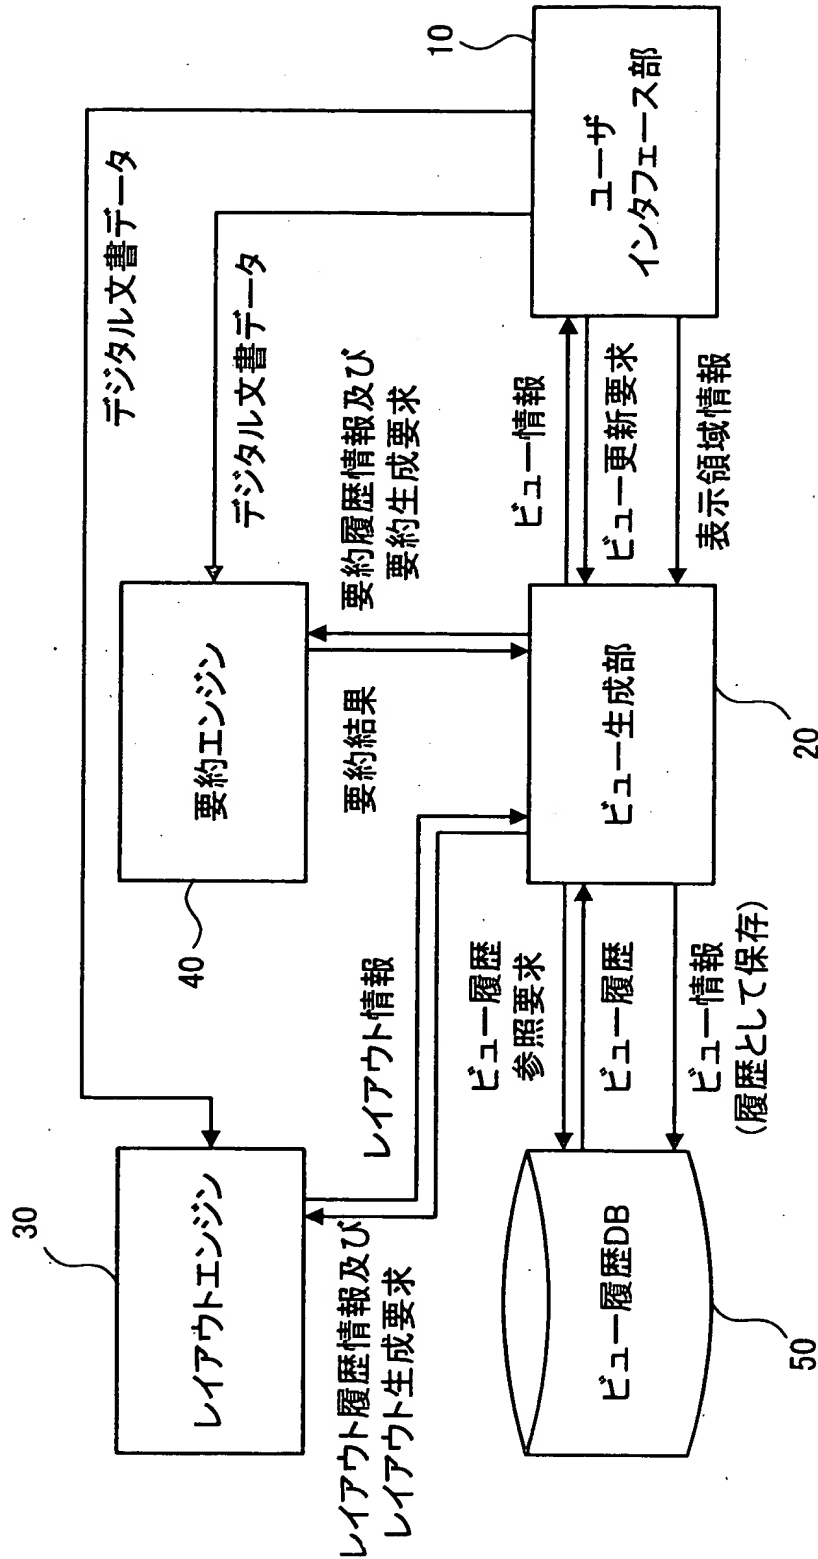 デジタル文書データ
デジタル文書データ
30
レイアウトエンジン
40
要約エンジン
10
ユーザ
インタフェース部
レイアウト履歴情報及び
レイアウト生成要求
レイアウト情報
要約結果
要約履歴情報及び
要約生成要求
ビュー履歴
参照要求
ビュー履歴
ビュー情報
(履歴として保存)
ビュー情報
ビュー更新要求
表示領域情報
ビュー履歴DB
50
ビュー生成部
20